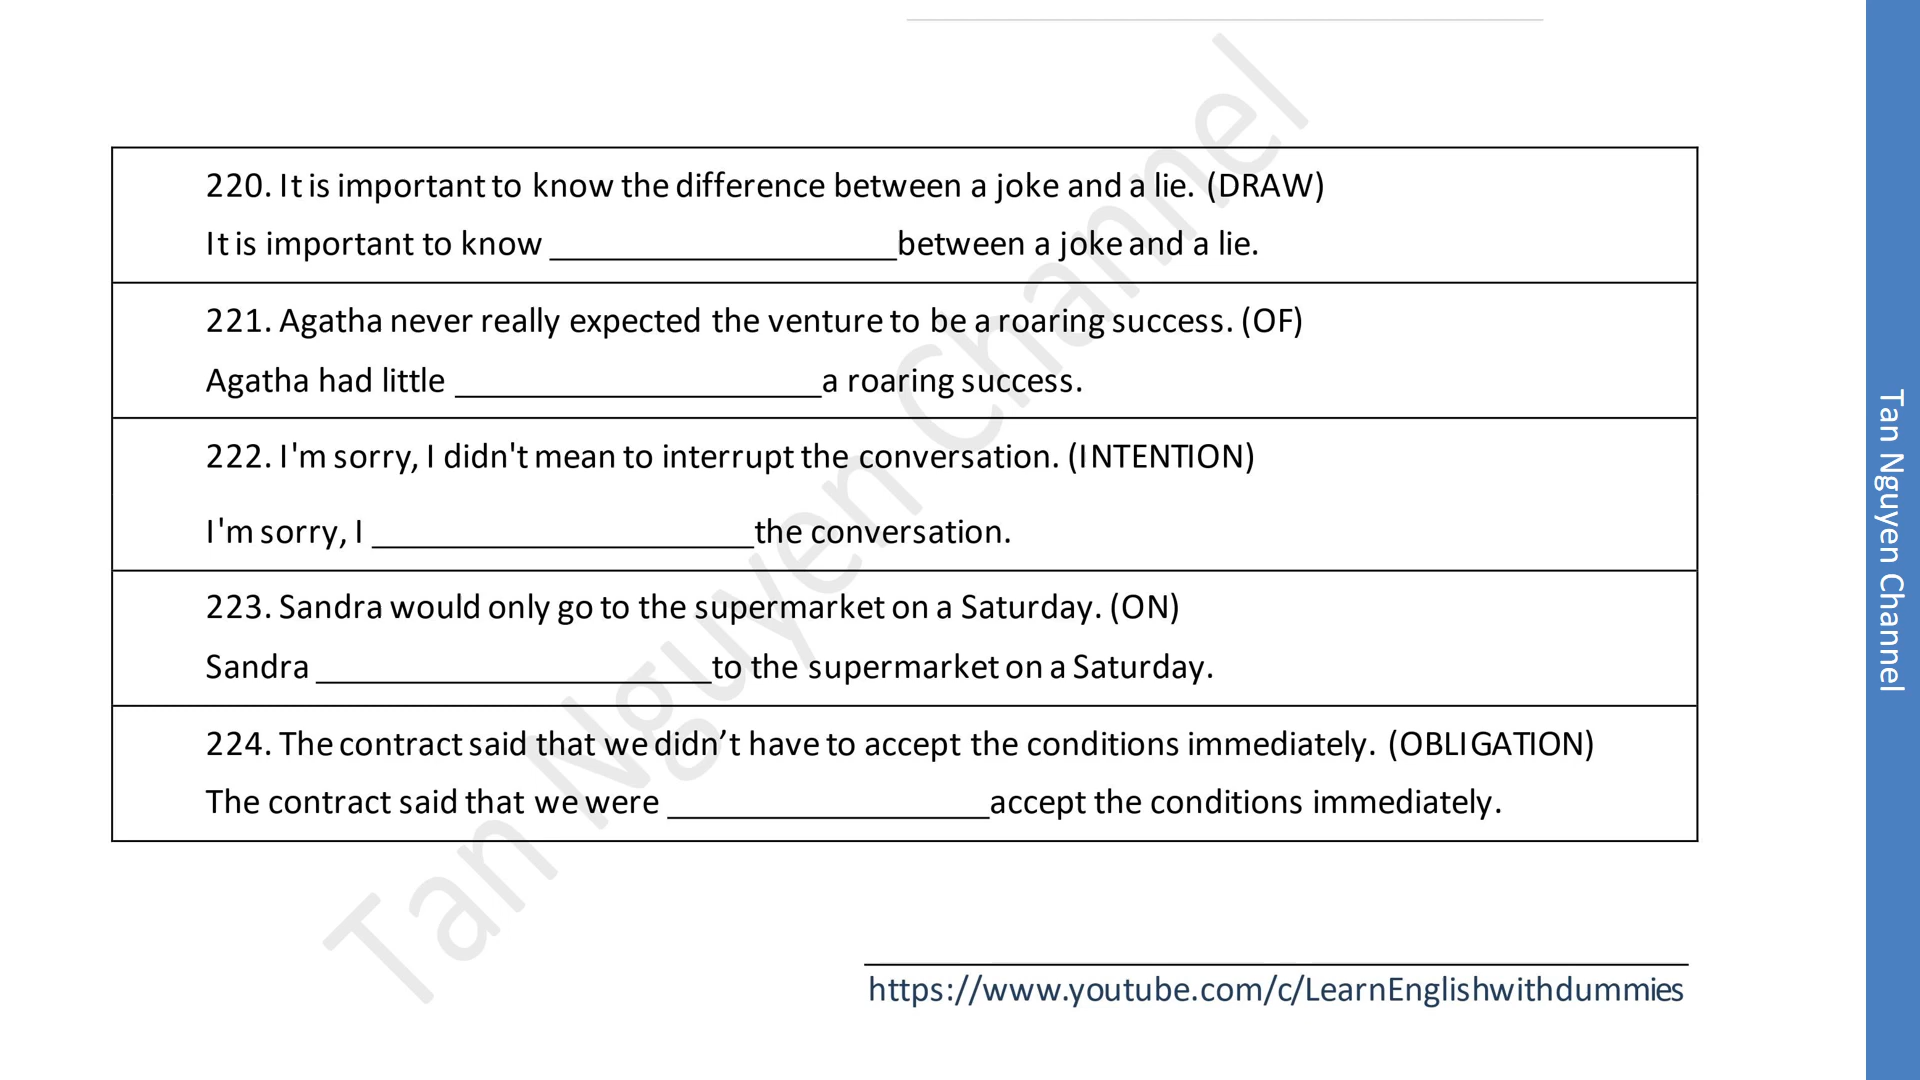 220. It is important to know the difference between a joke and a lie. (DRAW)
It is important to know ____________________between a joke and a lie.
221. Agatha never really expected the venture to be a roaring success. (OF)
Agatha had little _____________________a roaring success.
222. I'm sorry, I didn't mean to interrupt the conversation. (INTENTION)
I'm sorry, I ______________________the conversation.
223. Sandra would only go to the supermarket on a Saturday. (ON)
Sandra _______________________to the supermarket on a Saturday.
224. The contract said that we didn’t have to accept the conditions immediately. (OBLIGATION)
The contract said that we were ___________________accept the conditions immediately.
https://www.youtube.com/c/LearnEnglishwithdummies
Tan Nguyen Channel
Tan Nguyen Channel